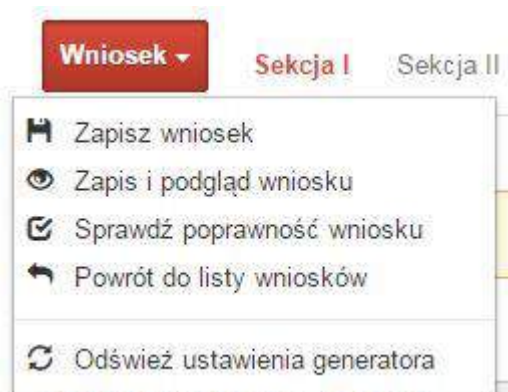 Wniosek Sekcja I Sekcja II
Zapisz wniosek
Zapis i podgląd wniosku
Sprawdź poprawność wniosku
Powrót do listy wniosków
Odśwież ustawienia generatora